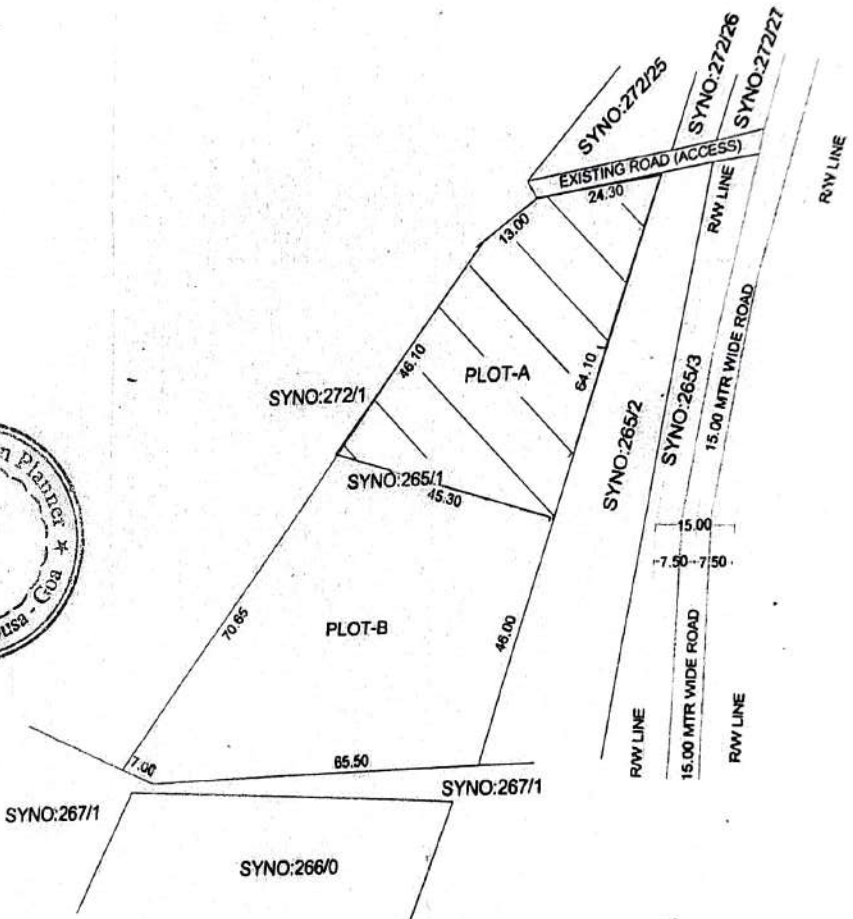 SYNO:272/25
SYNO:272/26
SYNO:272/27
EXISTING ROAD (ACCESS)
24.30
R/W LINE
R/W LINE
13.00
46.10
PLOT-A
64.10
SYNO:272/1
SYNO:265/1
45.30
SYNO:265/2
SYNO:265/3
15.00 MTR WIDE ROAD
15.00
7.50 7.50
Planner
Goa
70.65
PLOT-B
46.00
15.00 MTR WIDE ROAD
R/W LINE
R/W LINE
7.00
65.50
SYNO:267/1
SYNO:267/1
SYNO:266/0